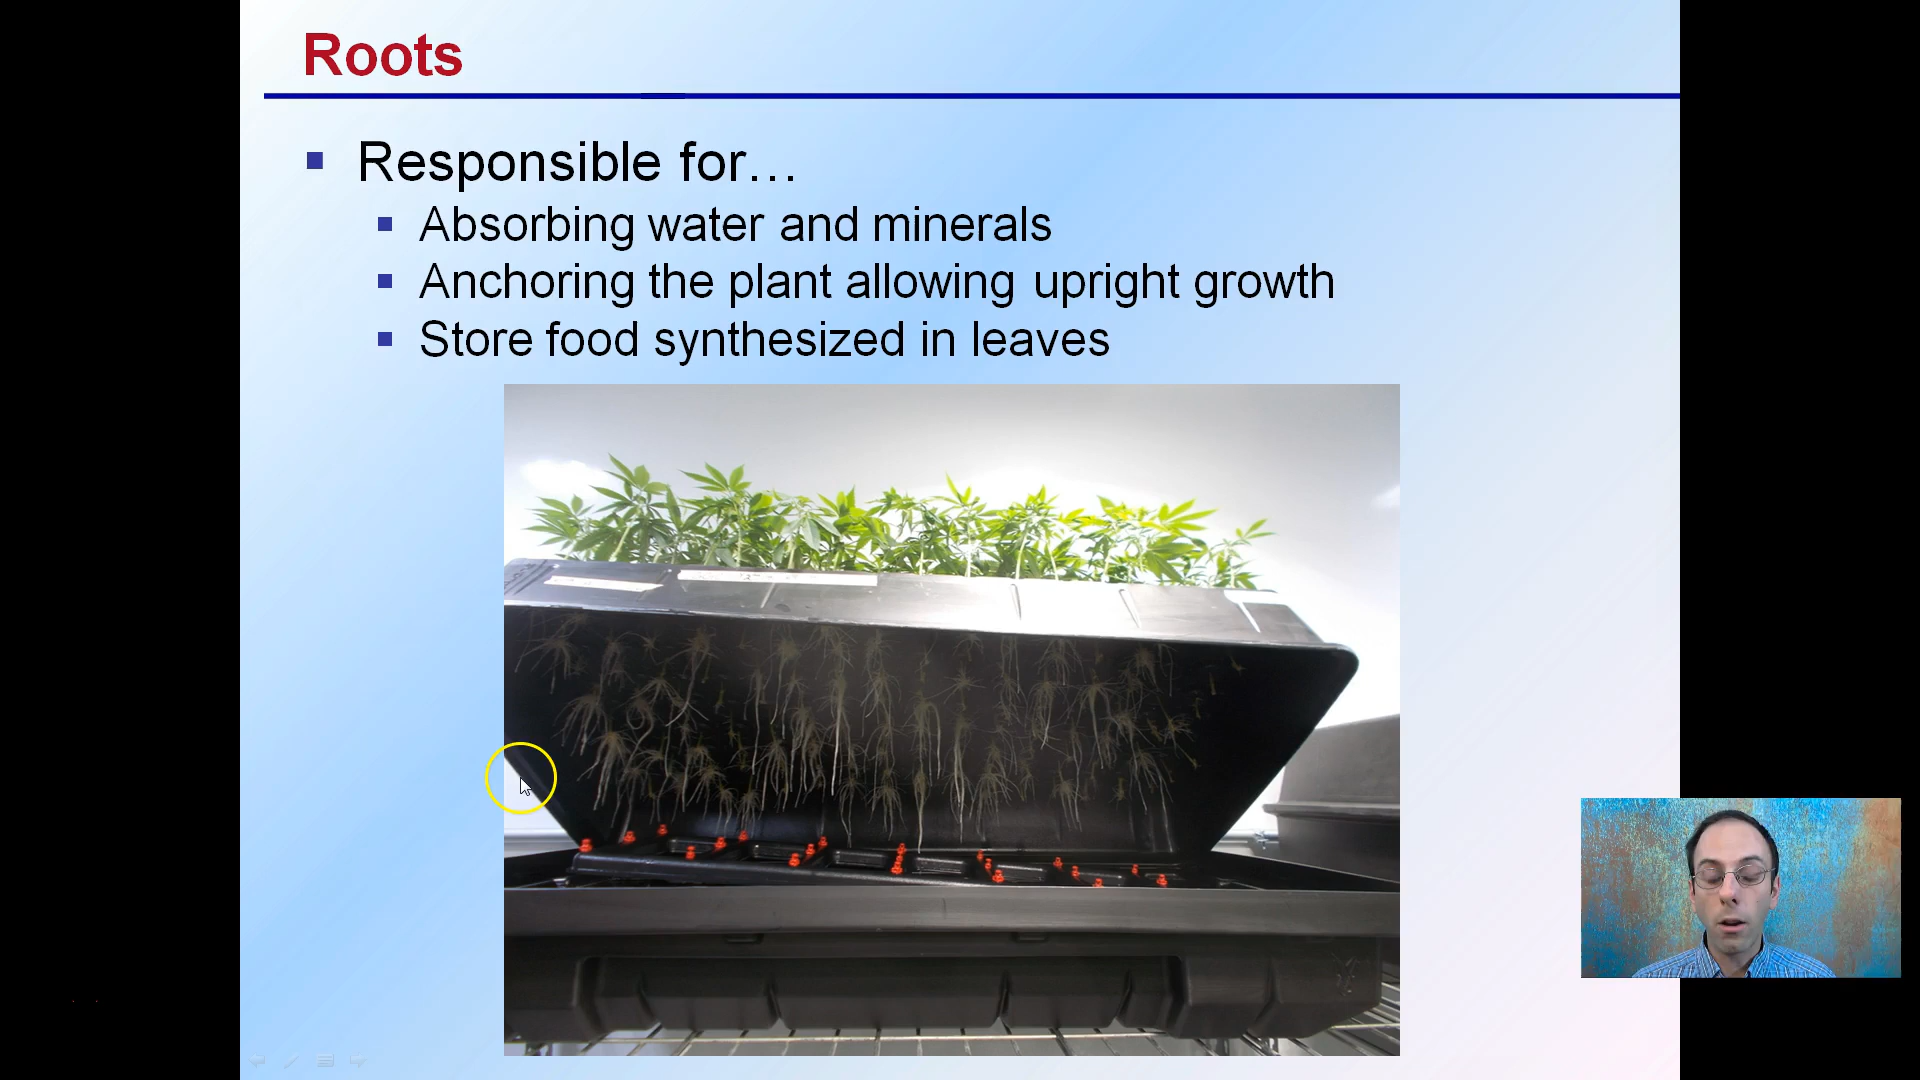 Roots
Responsible for…
Absorbing water and minerals
Anchoring the plant allowing upright growth
Store food synthesized in leaves